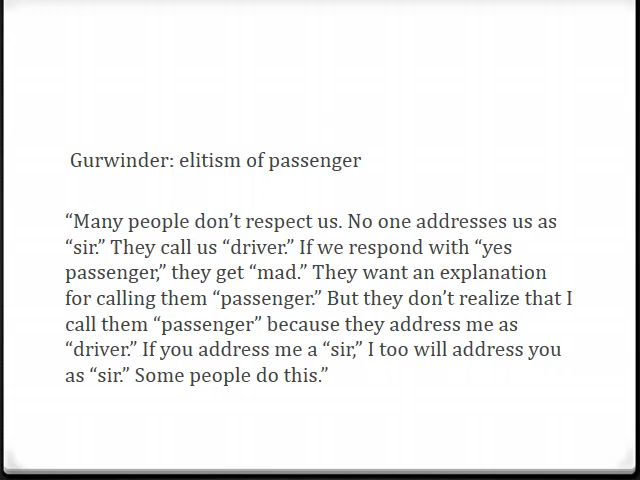 Gurwinder: elitism of passenger
“Many people don’t respect us. No one addresses us as
“sir.” They call us “driver.” If we respond with “yes
passenger,” they get “mad.” They want an explanation
for calling them “passenger.” But they don’t realize that I
call them “passenger” because they address me as
“driver.” If you address me a “sir,” I too will address you
as “sir.” Some people do this.”